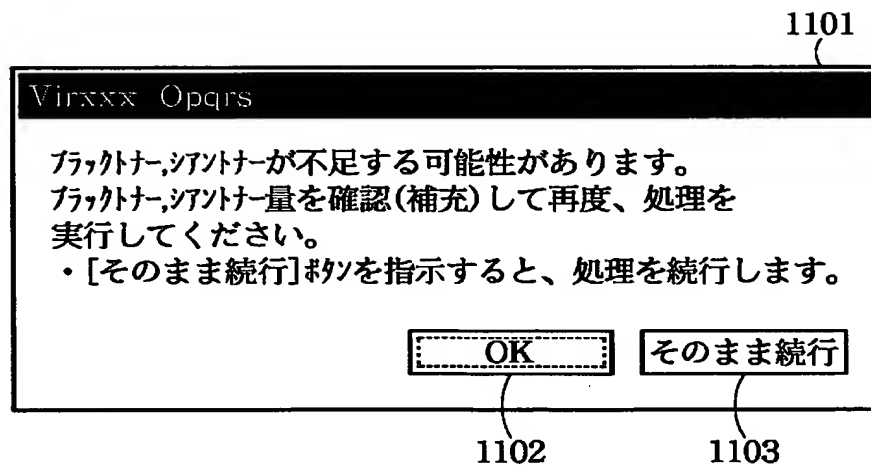 1101
Virxxx Opqrs
ﾌﾞﾗｯｸﾄﾅｰ,ｼｱﾝﾄﾅｰが不足する可能性があります。
ﾌﾞﾗｯｸﾄﾅｰ,ｼｱﾝﾄﾅｰ量を確認(補充)して再度、処理を
実行してください。
・[そのまま続行]ﾎﾞﾀﾝを指示すると、処理を続行します。
OK そのまま続行
1102 1103